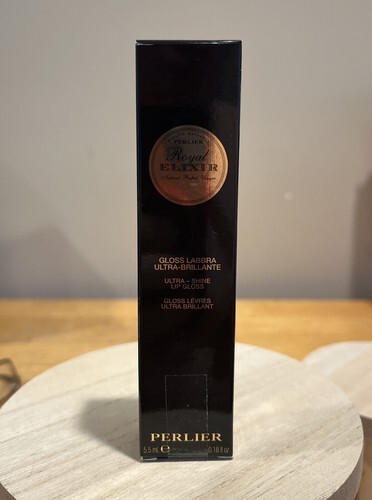 PERLIER
Royal
ELIXIR
GLOSS LABBRA
ULTRA-BRILLANTE
ULTRA - SHINE
LIP GLOSS
GLOSS LÈVRES
ULTRA BRILLANT
PERLIER
5.5 ml e 0.18 fl oz